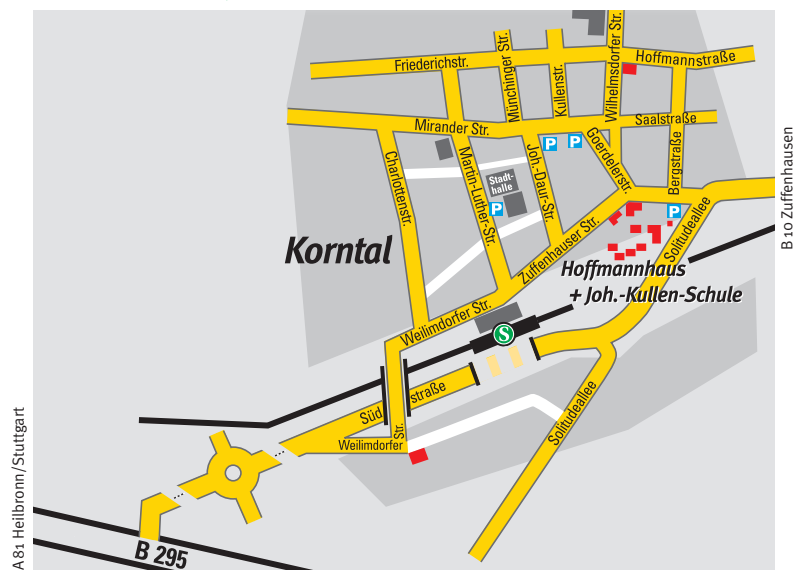 Friederichstr.
Münchinger Str.
Kullenstr.
Wilhelmsdorfer Str.
Hoffmannstraße
Mirander Str.
Saalstraße
Charlottenstr.
Martin-Luther-Str.
Stadt-
halle
P
P
P
P
Joh.-Daur-Str.
Goerdelerstr.
Bergstraße
Solitudeallee
Zuffenhauser Str.
Korntal
Hoffmannhaus
+ Joh.-Kullen-Schule
Weilimdorfer Str.
S
Süd straße
Weilimdorfer
Str.
Solitudeallee
B 295
A 81 Heilbronn/Stuttgart
B 10 Zuffenhausen